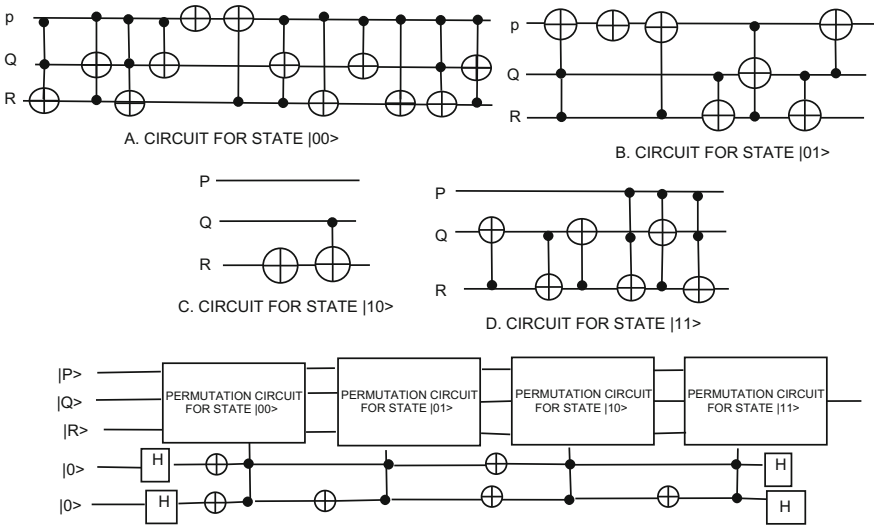 p
Q
R
A. CIRCUIT FOR STATE |00>
p
Q
R
B. CIRCUIT FOR STATE |01>
P
Q
R
C. CIRCUIT FOR STATE |10>
P
Q
R
D. CIRCUIT FOR STATE |11>
|P>
|Q>
|R>
|0>
|0>
PERMUTATION CIRCUIT
FOR STATE |00>
PERMUTATION CIRCUIT
FOR STATE |01>
PERMUTATION CIRCUIT
FOR STATE |10>
PERMUTATION CIRCUIT
FOR STATE |11>
H
H
H
H